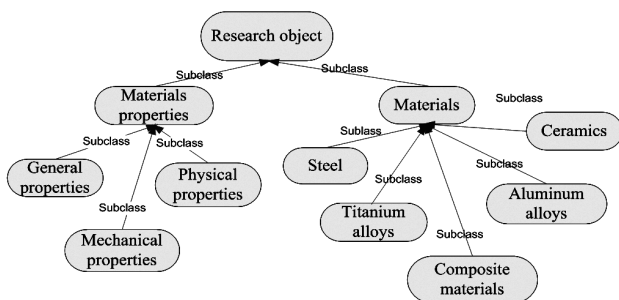 Research object
Subclass
Subclass
Materials
properties
Materials
Subclass
Ceramics
Subclass
Subclass
Sublass
Subclass
General
properties
Physical
properties
Steel
Subclass
Aluminum
alloys
Subclass
Titanium
alloys
Mechanical
properties
Subclass
Composite
materials